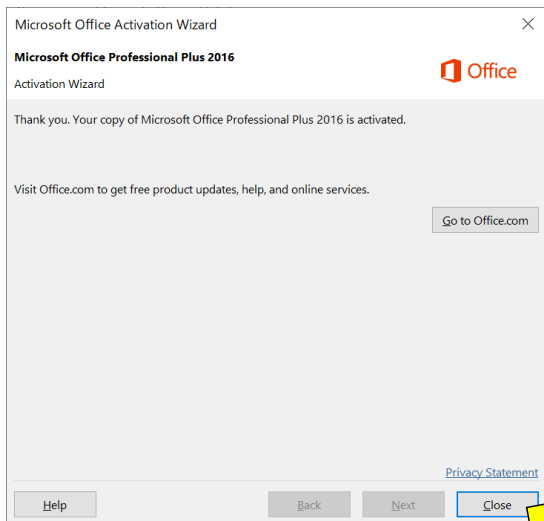 Microsoft Office Activation Wizard
Microsoft Office Professional Plus 2016
Office
Activation Wizard
Thank you. Your copy of Microsoft Office Professional Plus 2016 is activated.
Visit Office.com to get free product updates, help, and online services.
Go to Office.com
Privacy Statement
Help Back Next Close